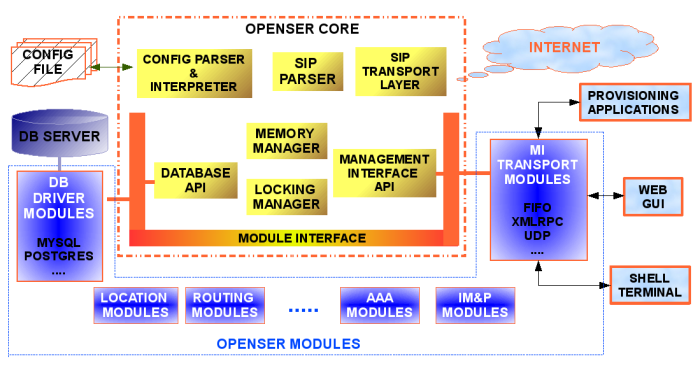 OPENSER CORE
CONFIG
FILE
CONFIG PARSER
&
INTERPRETER
SIP
PARSER
SIP
TRANSPORT
LAYER
INTERNET
PROVISIONING
APPLICATIONS
DB SERVER
MEMORY
MANAGER
DATABASE
API
LOCKING
MANAGER
MANAGEMENT
INTERFACE
API
MODULE INTERFACE
DB
DRIVER
MODULES
MYSQL
POSTGRES
....
MI
TRANSPORT
MODULES
FIFO
XMLRPC
UDP
....
WEB
GUI
SHELL
TERMINAL
LOCATION
MODULES
ROUTING
MODULES
.....
AAA
MODULES
IM&P
MODULES
OPENSER MODULES